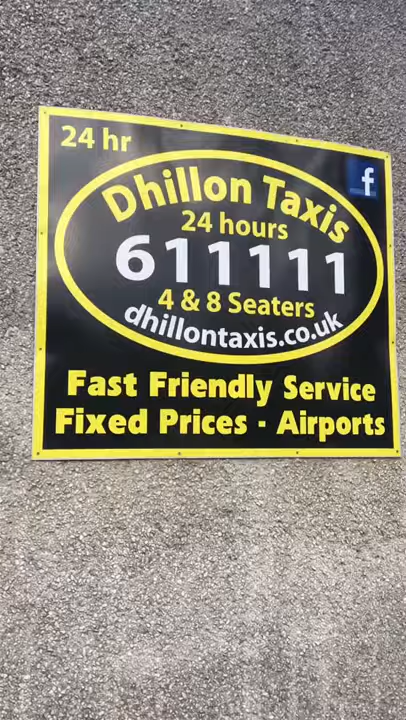 24 hr
f
Dhillon Taxis
24 hours
611111
4 & 8 Seaters
dhillontaxis.co.uk
Fast Friendly Service
Fixed Prices - Airports